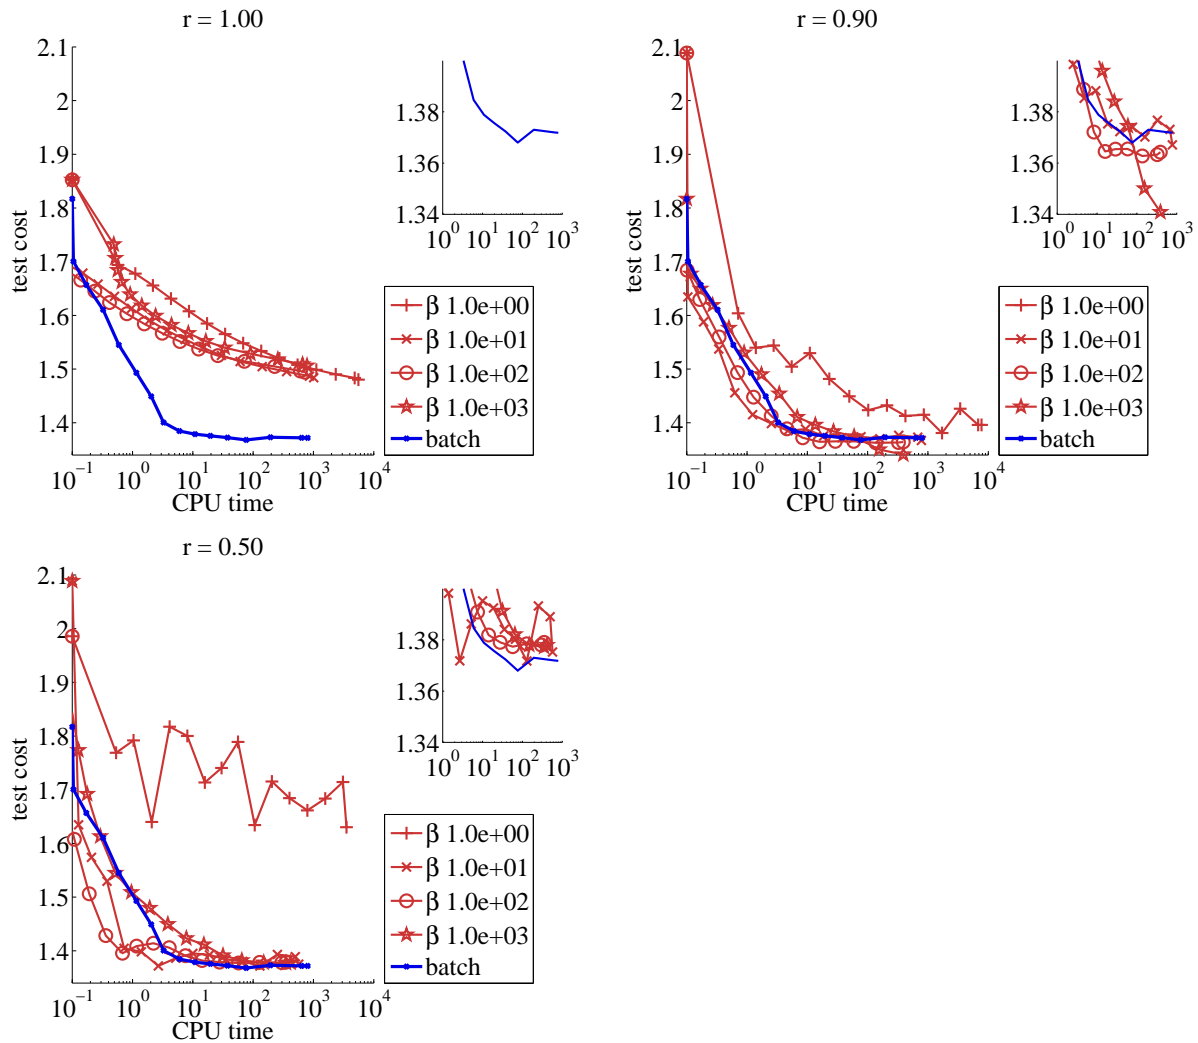 r = 1.00
2.1
2
1.9
1.8
1.7
1.6
1.5
1.4
test cost
10^−1 10^0 10^1 10^2 10^3 10^4
CPU time
1.38
1.36
1.34
10^0 10^1 10^2 10^3
β 1.0e+00
β 1.0e+01
β 1.0e+02
β 1.0e+03
batch
r = 0.90
2.1
2
1.9
1.8
1.7
1.6
1.5
1.4
test cost
10^−1 10^0 10^1 10^2 10^3 10^4
CPU time
1.38
1.36
1.34
10^0 10^1 10^2 10^3
β 1.0e+00
β 1.0e+01
β 1.0e+02
β 1.0e+03
batch
r = 0.50
2.1
2
1.9
1.8
1.7
1.6
1.5
1.4
test cost
10^−1 10^0 10^1 10^2 10^3 10^4
CPU time
1.38
1.36
1.34
10^0 10^1 10^2 10^3
β 1.0e+00
β 1.0e+01
β 1.0e+02
β 1.0e+03
batch